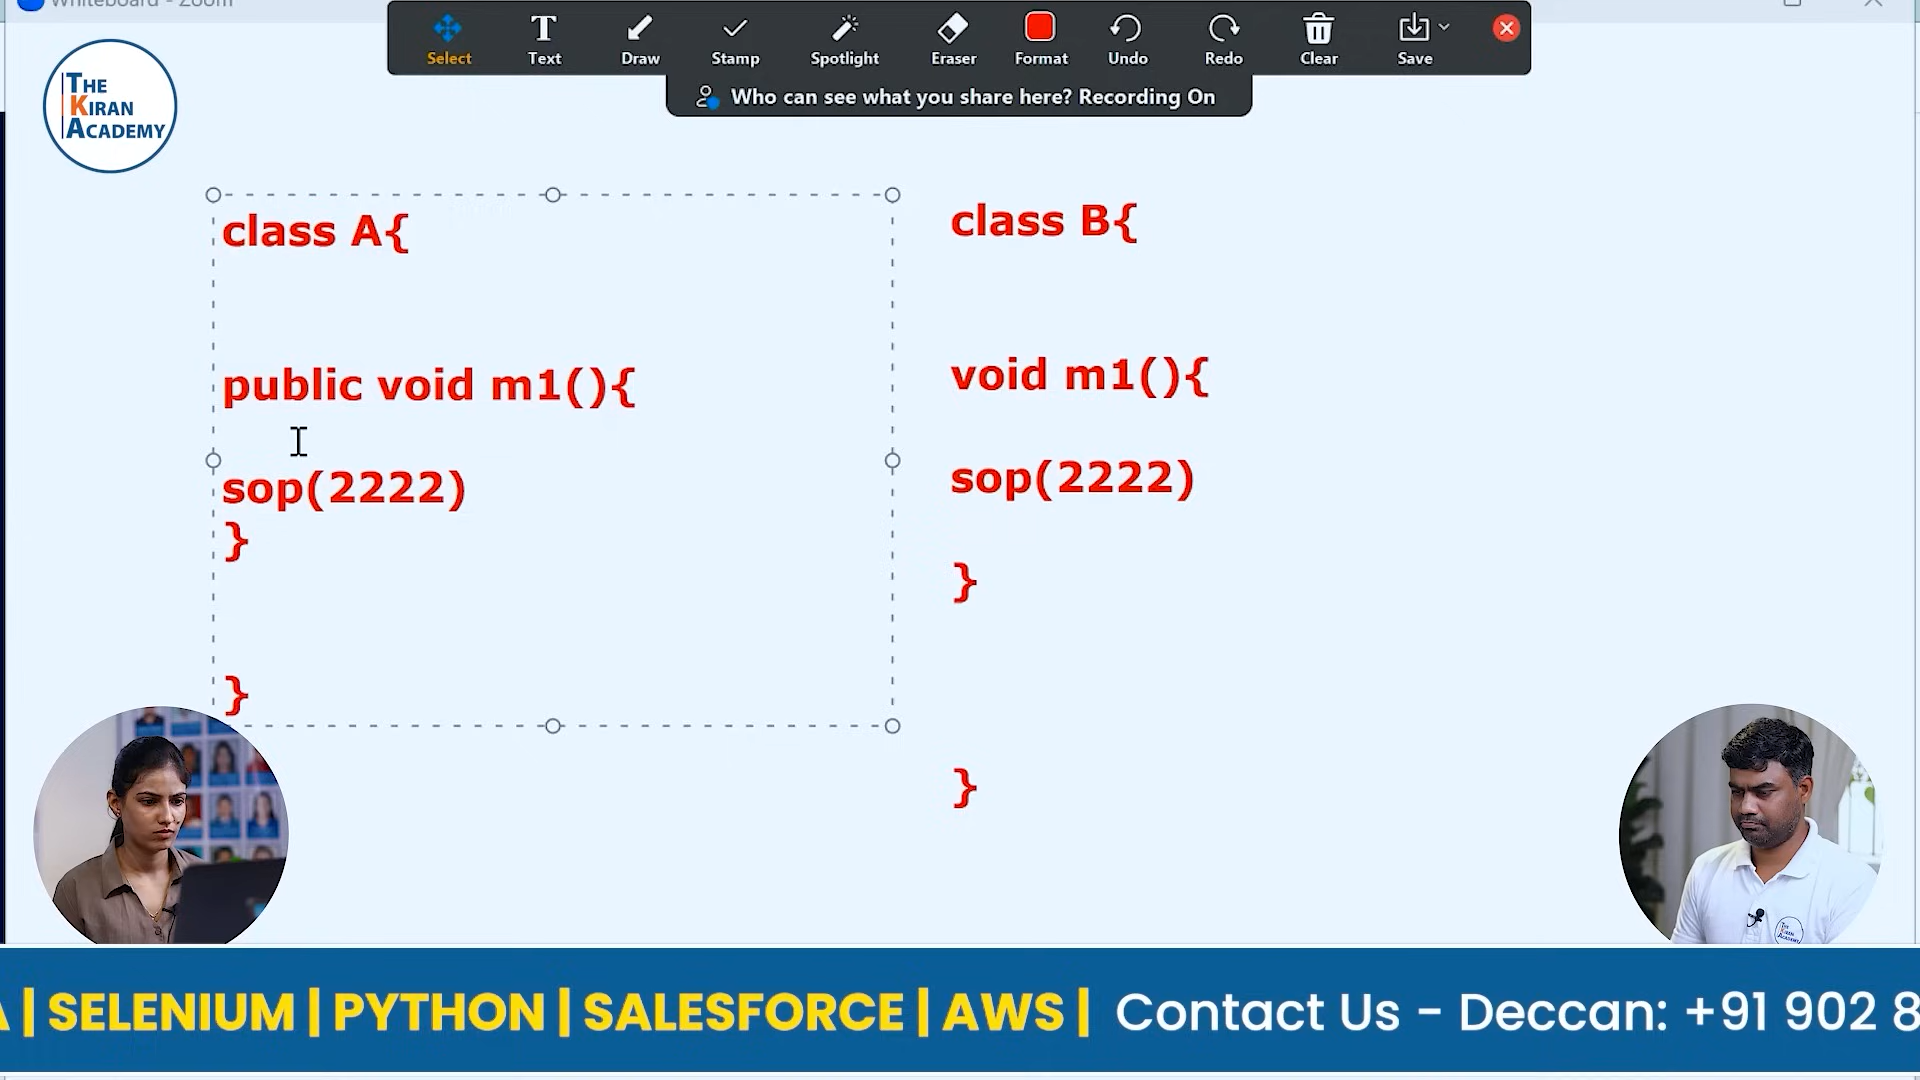 Whiteboard - Zoom
Select
Text
Draw
Stamp
Spotlight
Eraser
Format
Undo
Redo
Clear
Save
Who can see what you share here? Recording On
THE
KIRAN
ACADEMY
class A{
public void m1(){
sop(2222)
}
}
class B{
void m1(){
sop(2222)
}
}
| SELENIUM | PYTHON | SALESFORCE | AWS | Contact Us - Deccan: +91 902 8